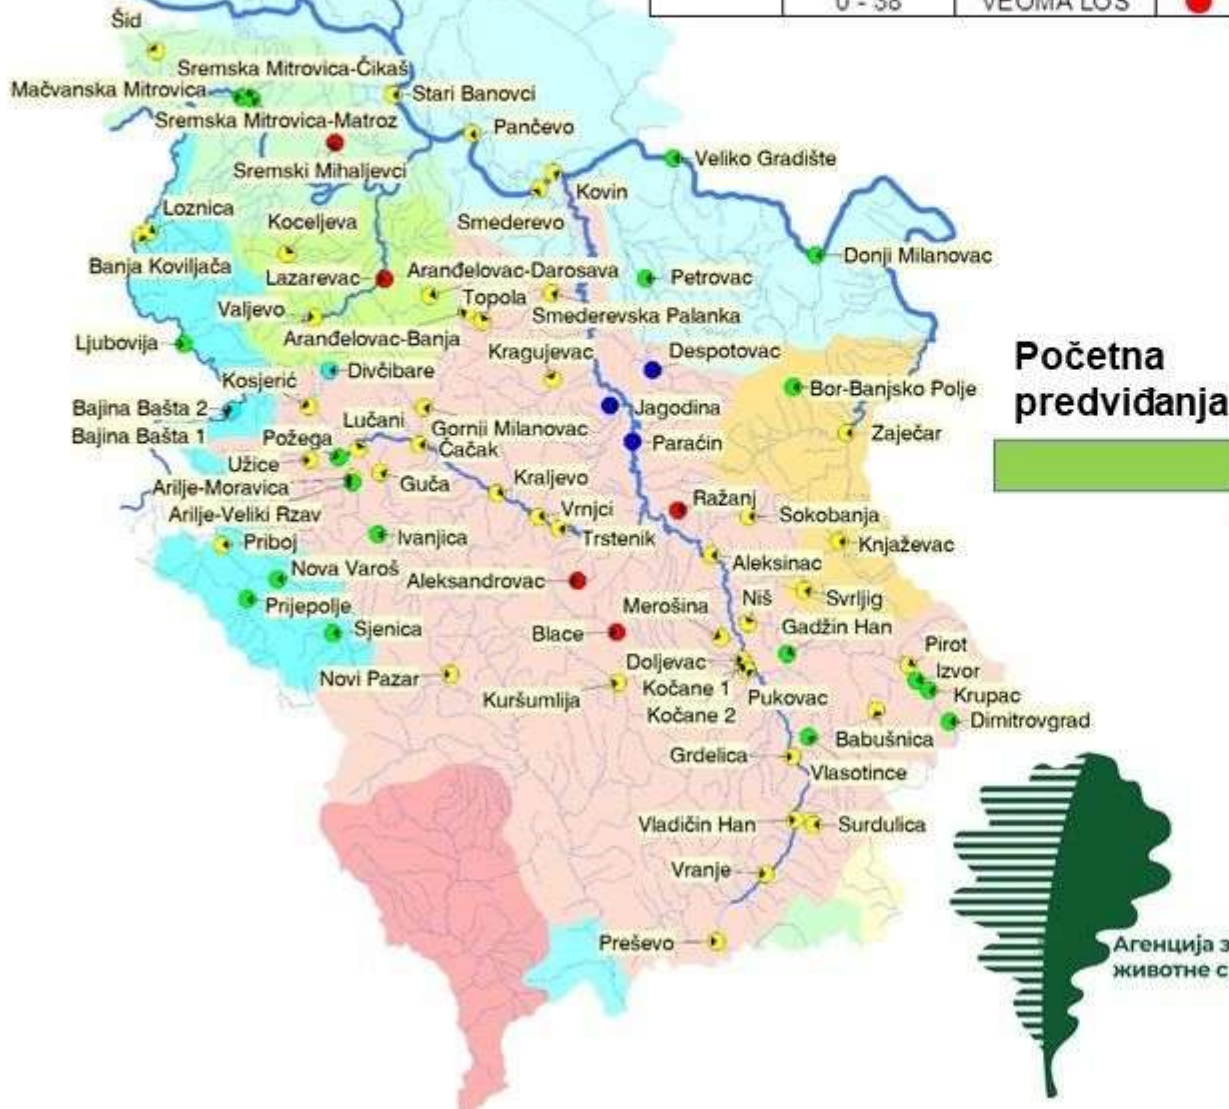 0 - 38 VEOMA LOŠ
Šid
Sremska Mitrovica-Čikaš
Mačvanska Mitrovica
Stari Banovci
Sremska Mitrovica-Matroz
Pančevo
Veliko Gradište
Sremski Mihaljevci
Kovin
Loznica
Koceljeva
Smederevo
Donji Milanovac
Banja Koviljača
Lazarevac
Aranđelovac-Darosava
Petrovac
Topola
Valjevo
Smederevska Palanka
Aranđelovac-Banja
Ljubovija
Kragujevac
Despotovac
Početna
predviđanja
Divčibare
Kosjerić
Bor-Banjsko Polje
Bajina Bašta 2
Jagodina
Lučani
Gornji Milanovac
Bajina Bašta 1
Požega
Čačak
Paraćin
Zaječar
Užice
Guča
Kraljevo
Arilje-Moravica
Ražanj
Arilje-Veliki Rzav
Vrnjci
Sokobanja
Priboj
Ivanjica
Trstenik
Knjaževac
Nova Varoš
Aleksandrovac
Aleksinac
Prijepolje
Merošina
Niš
Svrljig
Sjenica
Blace
Gadžin Han
Pirot
Novi Pazar
Doljevac
Izvor
Kuršumlija
Kočane 1
Pukovac
Krupac
Kočane 2
Dimitrovgrad
Babušnica
Grdelica
Vlasotince
Vladičin Han
Surdulica
Vranje
Preševo
Агенција з
животне с